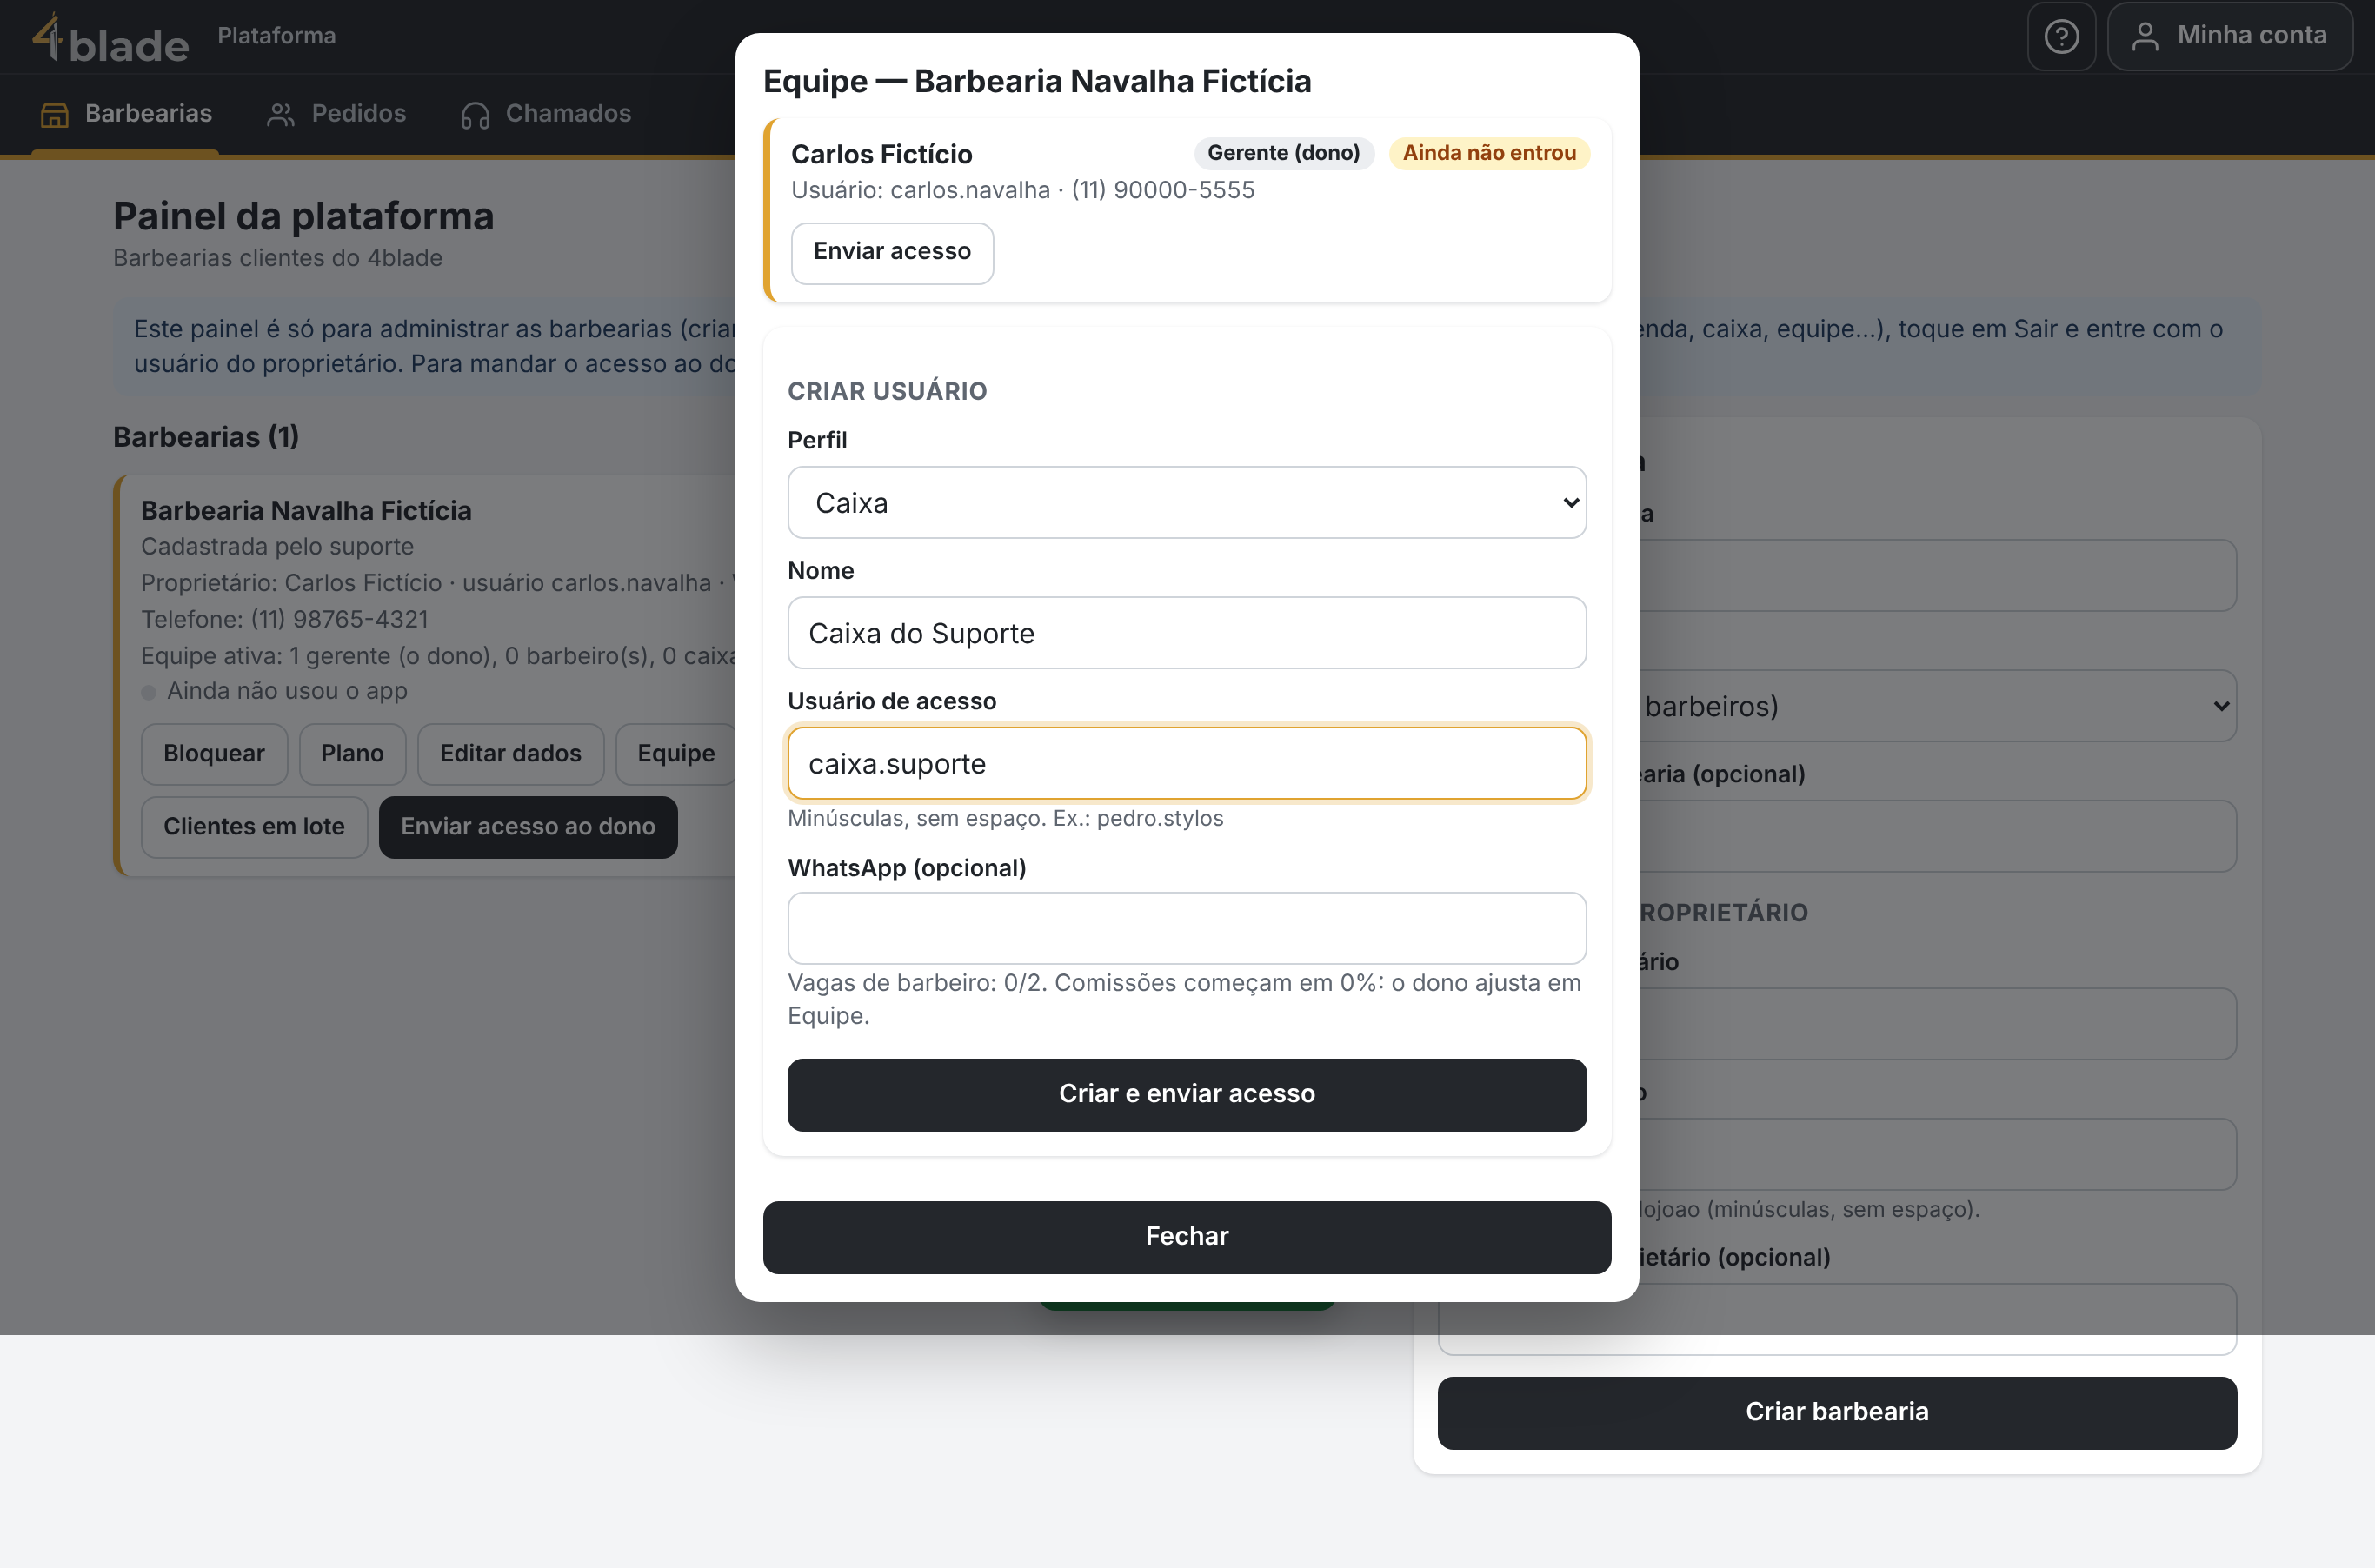 4blade Plataforma
Minha conta
Barbearias Pedidos Chamados
Painel da plataforma
Barbearias clientes do 4blade
Este painel é só para administrar as barbearias (criar
enda, caixa, equipe...), toque em Sair e entre com o
usuário do proprietário. Para mandar o acesso ao do
Barbearias (1)
Barbearia Navalha Fictícia
Cadastrada pelo suporte
Proprietário: Carlos Fictício · usuário carlos.navalha ·
Telefone: (11) 98765-4321
Equipe ativa: 1 gerente (o dono), 0 barbeiro(s), 0 caixa
Ainda não usou o app
Bloquear
Plano
Editar dados
Equipe
Clientes em lote
Enviar acesso ao dono
Equipe — Barbearia Navalha Fictícia
Carlos Fictício
Gerente (dono)
Ainda não entrou
Usuário: carlos.navalha · (11) 90000-5555
Enviar acesso
CRIAR USUÁRIO
Perfil
Caixa
Nome
Caixa do Suporte
Usuário de acesso
caixa.suporte
Minúsculas, sem espaço. Ex.: pedro.stylos
WhatsApp (opcional)
Vagas de barbeiro: 0/2. Comissões começam em 0%: o dono ajusta em
Equipe.
Criar e enviar acesso
Fechar
a
a
barbeiros)
earia (opcional)
ROPRIETÁRIO
ário
o
lojoao (minúsculas, sem espaço).
ietário (opcional)
Criar barbearia